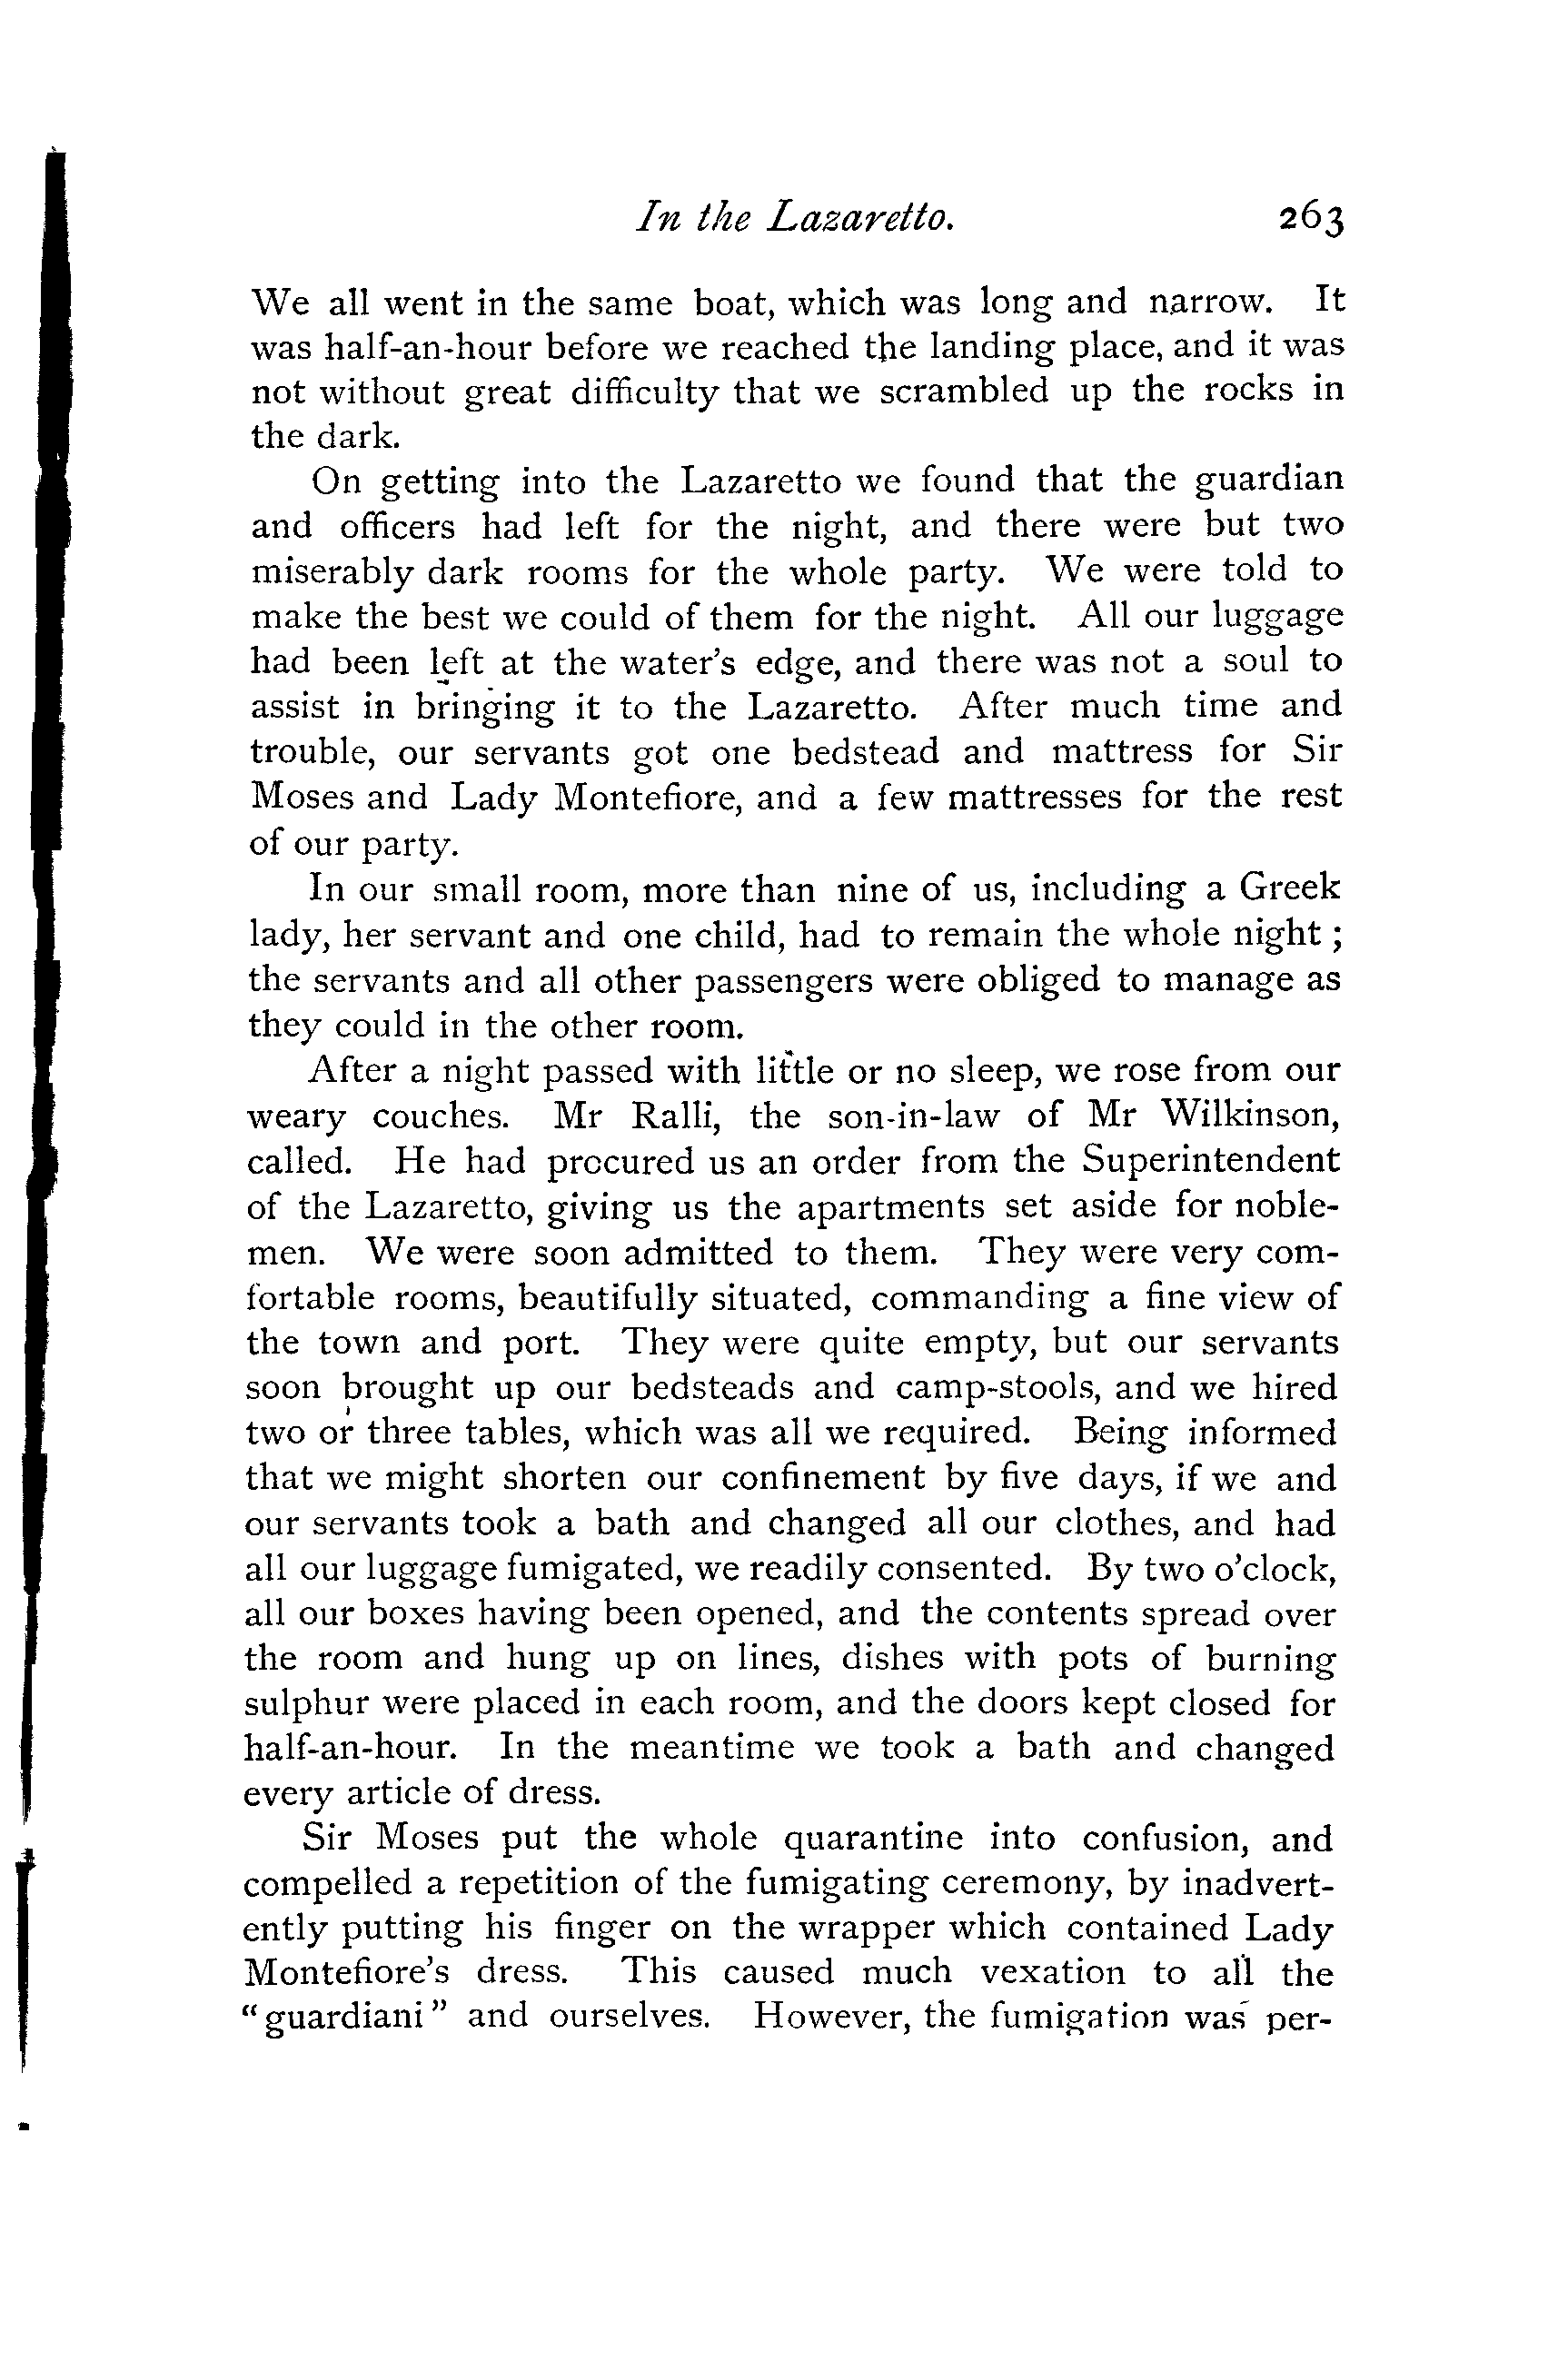 In the Lazaretto. 263
We all went in the same boat, which was long and narrow. It
was half-an-hour before we reached the landing place, and it was
not without great difficulty that we scrambled up the rocks in
the dark.
On getting into the Lazaretto we found that the guardian
and officers had left for the night, and there were but two
miserably dark rooms for the whole party. We were told to
make the best we could of them for the night. All our luggage
had been left at the water's edge, and there was not a soul to
assist in bringing it to the Lazaretto. After much time and
trouble, our servants got one bedstead and mattress for Sir
Moses and Lady Montefiore, and a few mattresses for the rest
of our party.
In our small room, more than nine of us, including a Greek
lady, her servant and one child, had to remain the whole night ;
the servants and all other passengers were obliged to manage as
they could in the other room.
After a night passed with little or no sleep, we rose from our
weary couches. Mr Ralli, the son-in-law of Mr Wilkinson,
called. He had procured us an order from the Superintendent
of the Lazaretto, giving us the apartments set aside for noble-
men. We were soon admitted to them. They were very com-
fortable rooms, beautifully situated, commanding a fine view of
the town and port. They were quite empty, but our servants
soon brought up our bedsteads and camp-stools, and we hired
two or three tables, which was all we required. Being informed
that we might shorten our confinement by five days, if we and
our servants took a bath and changed all our clothes, and had
all our luggage fumigated, we readily consented. By two o'clock,
all our boxes having been opened, and the contents spread over
the room and hung up on lines, dishes with pots of burning
sulphur were placed in each room, and the doors kept closed for
half-an-hour. In the meantime we took a bath and changed
every article of dress.
Sir Moses put the whole quarantine into confusion, and
compelled a repetition of the fumigating ceremony, by inadvert-
ently putting his finger on the wrapper which contained Lady
Montefiore's dress. This caused much vexation to all the
"guardiani" and ourselves. However, the fumigation was per-